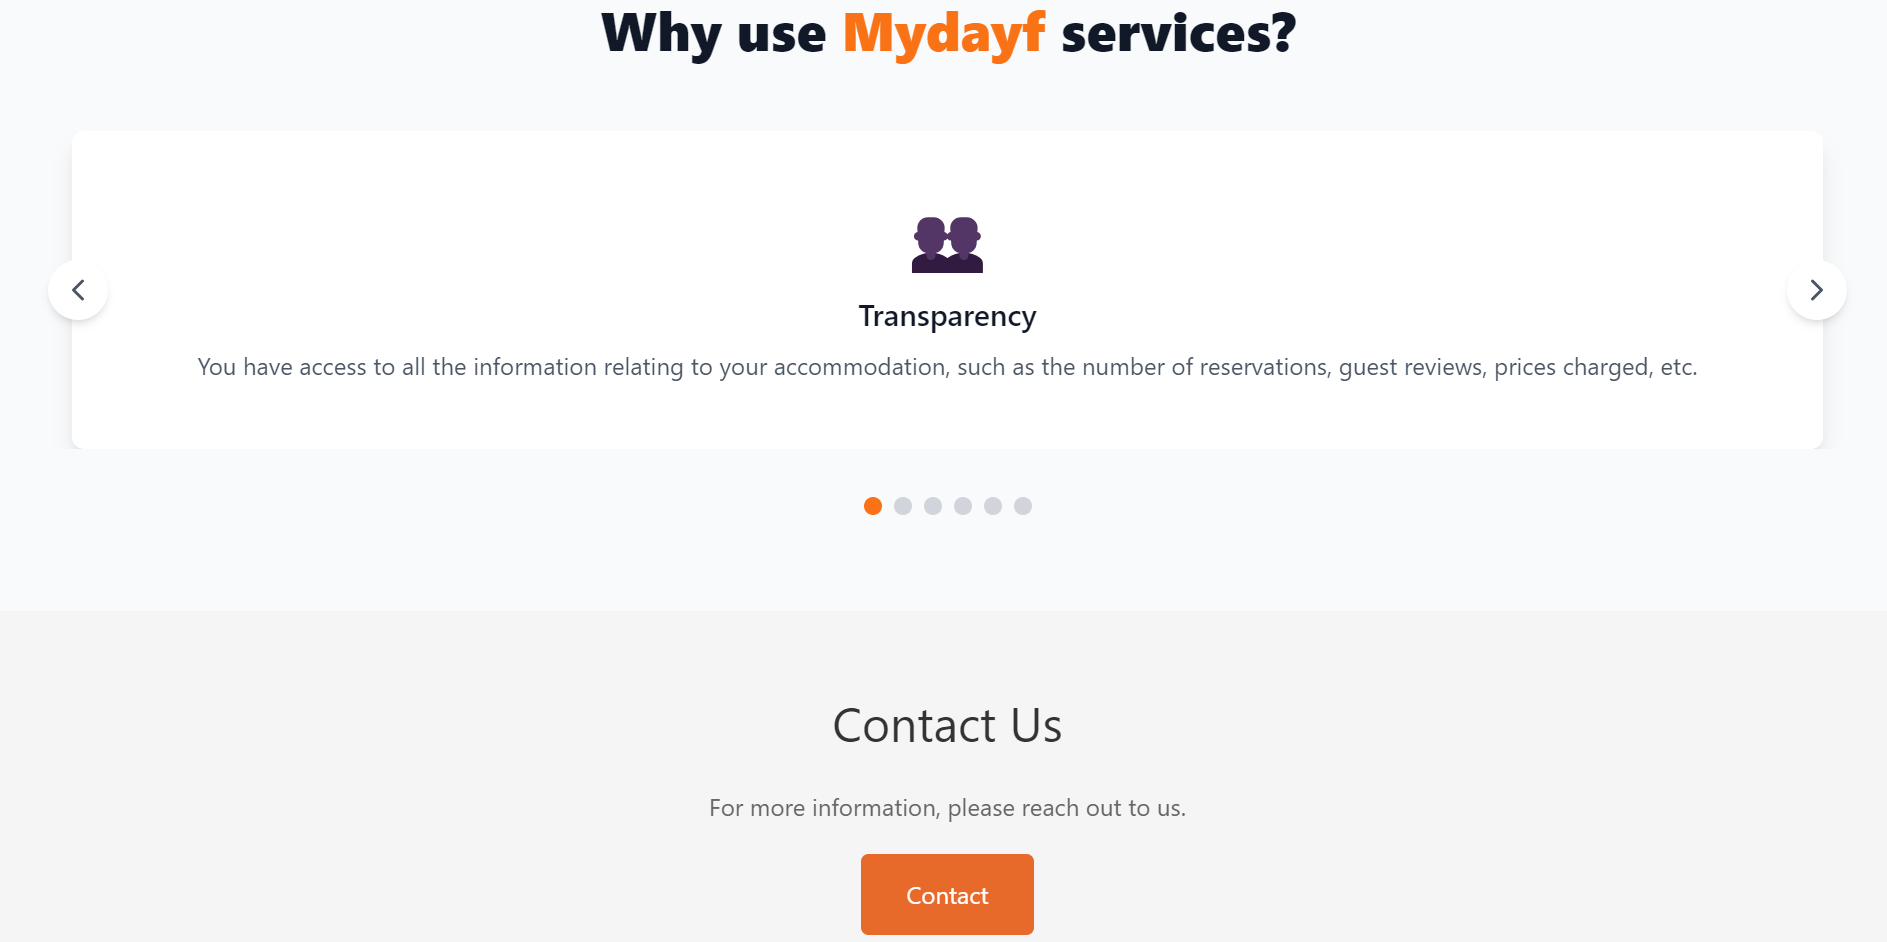 Why use Mydayf services?
Transparency
You have access to all the information relating to your accommodation, such as the number of reservations, guest reviews, prices charged, etc.
Contact Us
For more information, please reach out to us.
Contact